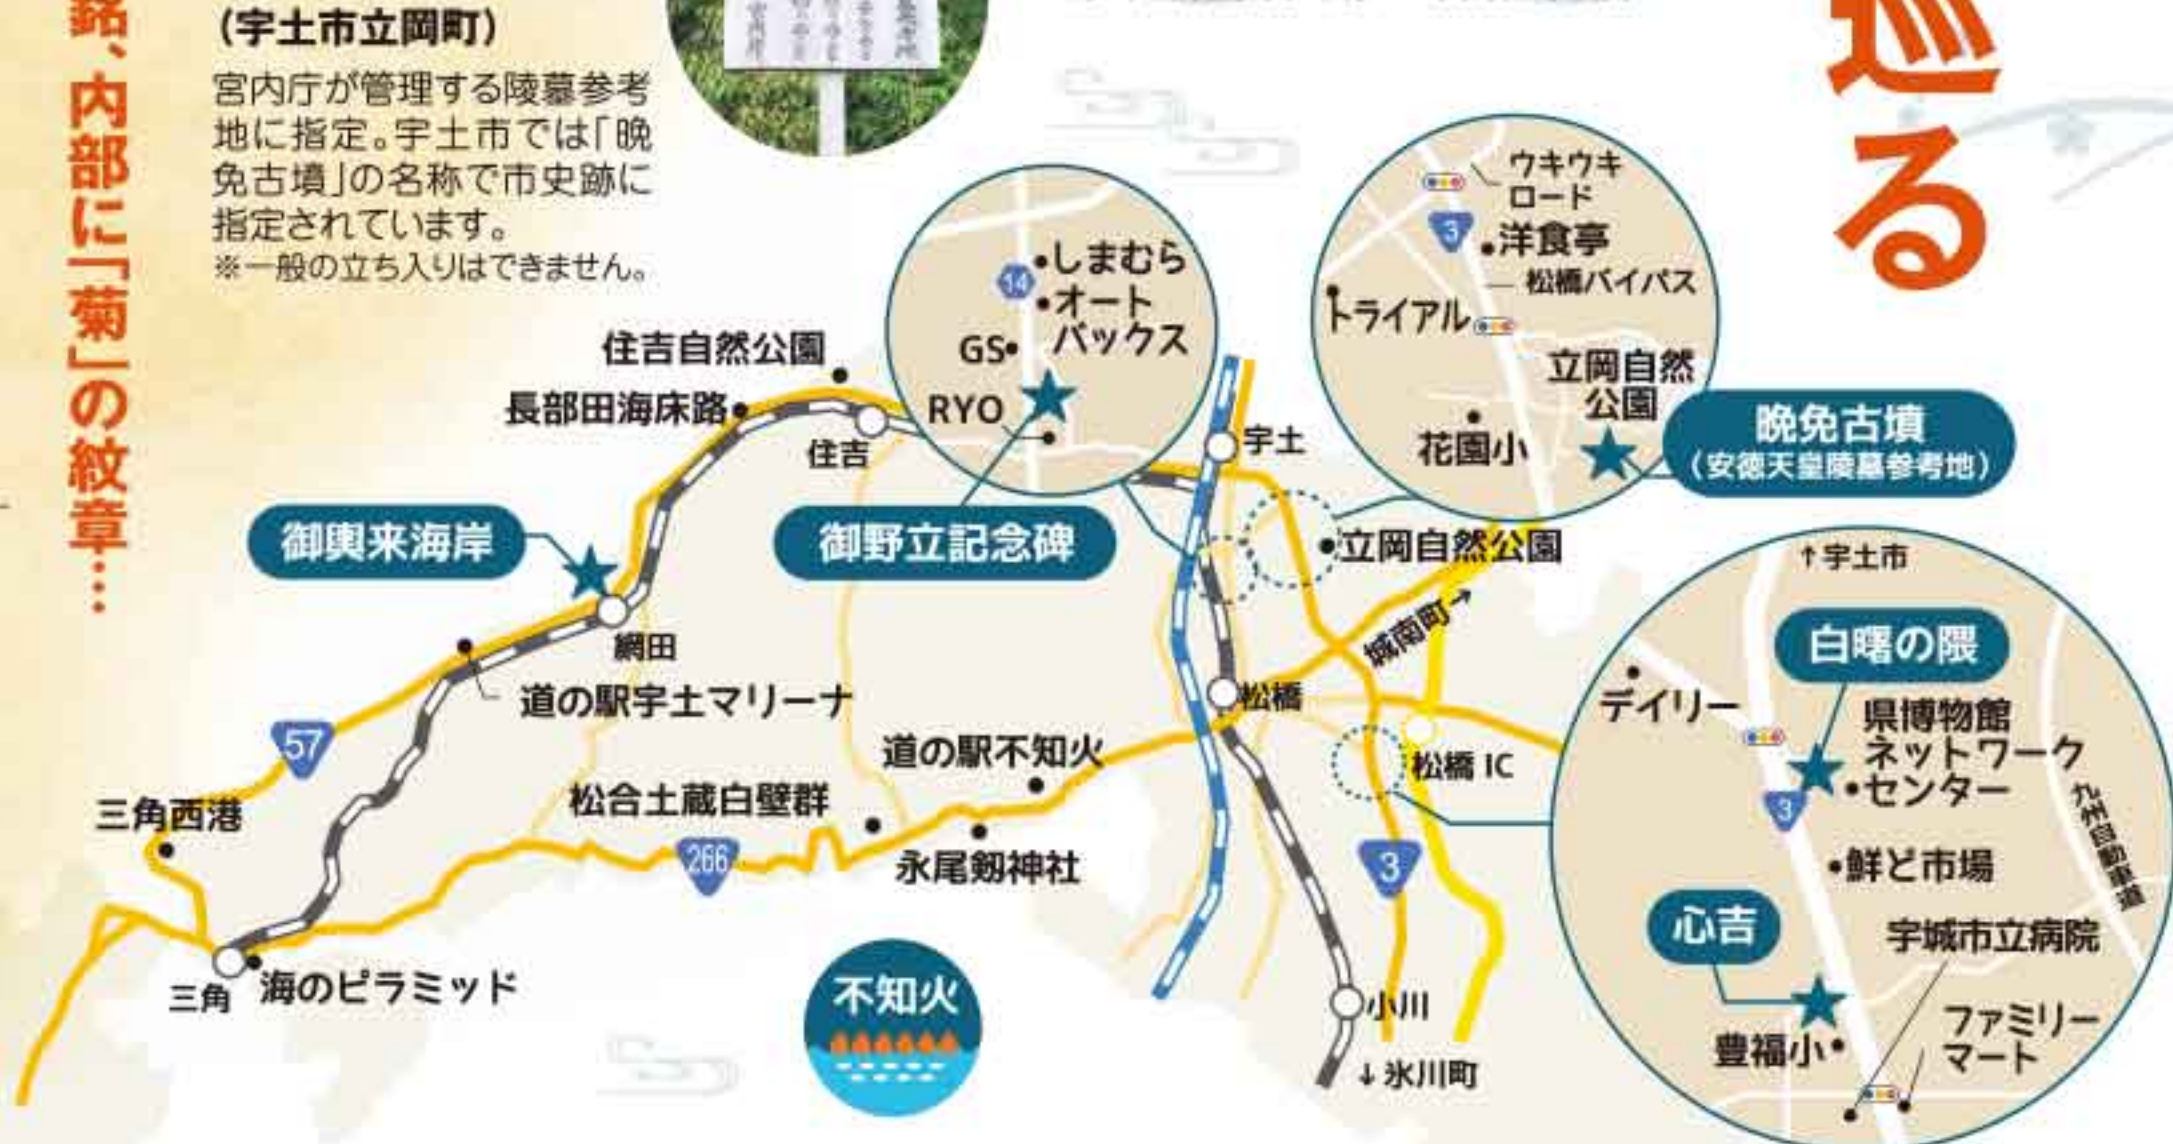 巡る
銘、内部に「菊」の紋章…
(宇土市立岡町)
宮内庁が管理する陵墓参考
地に指定。宇土市では「晩
免古墳」の名称で市史跡に
指定されています。
※一般の立ち入りはできません。
しまむら
14
オート
バックス
GS
RYO
ウキウキ
ロード
3
洋食亭
松橋バイパス
トライアル
立岡自然
公園
花園小
晩免古墳
(安徳天皇陵墓参考地)
住吉自然公園
長部田海床路
住吉
宇土
御輿来海岸
御野立記念碑
立岡自然公園
城南町→
網田
道の駅宇土マリーナ
松橋
57
道の駅不知火
松橋 IC
三角西港
松合土蔵白壁群
266
永尾剱神社
3
三角
海のピラミッド
不知火
小川
↓氷川町
↑宇土市
白曙の隈
デイリー
県博物館
ネットワーク
センター
3
九州自動車道
鮮ど市場
心吉
宇城市立病院
豊福小
ファミリー
マート